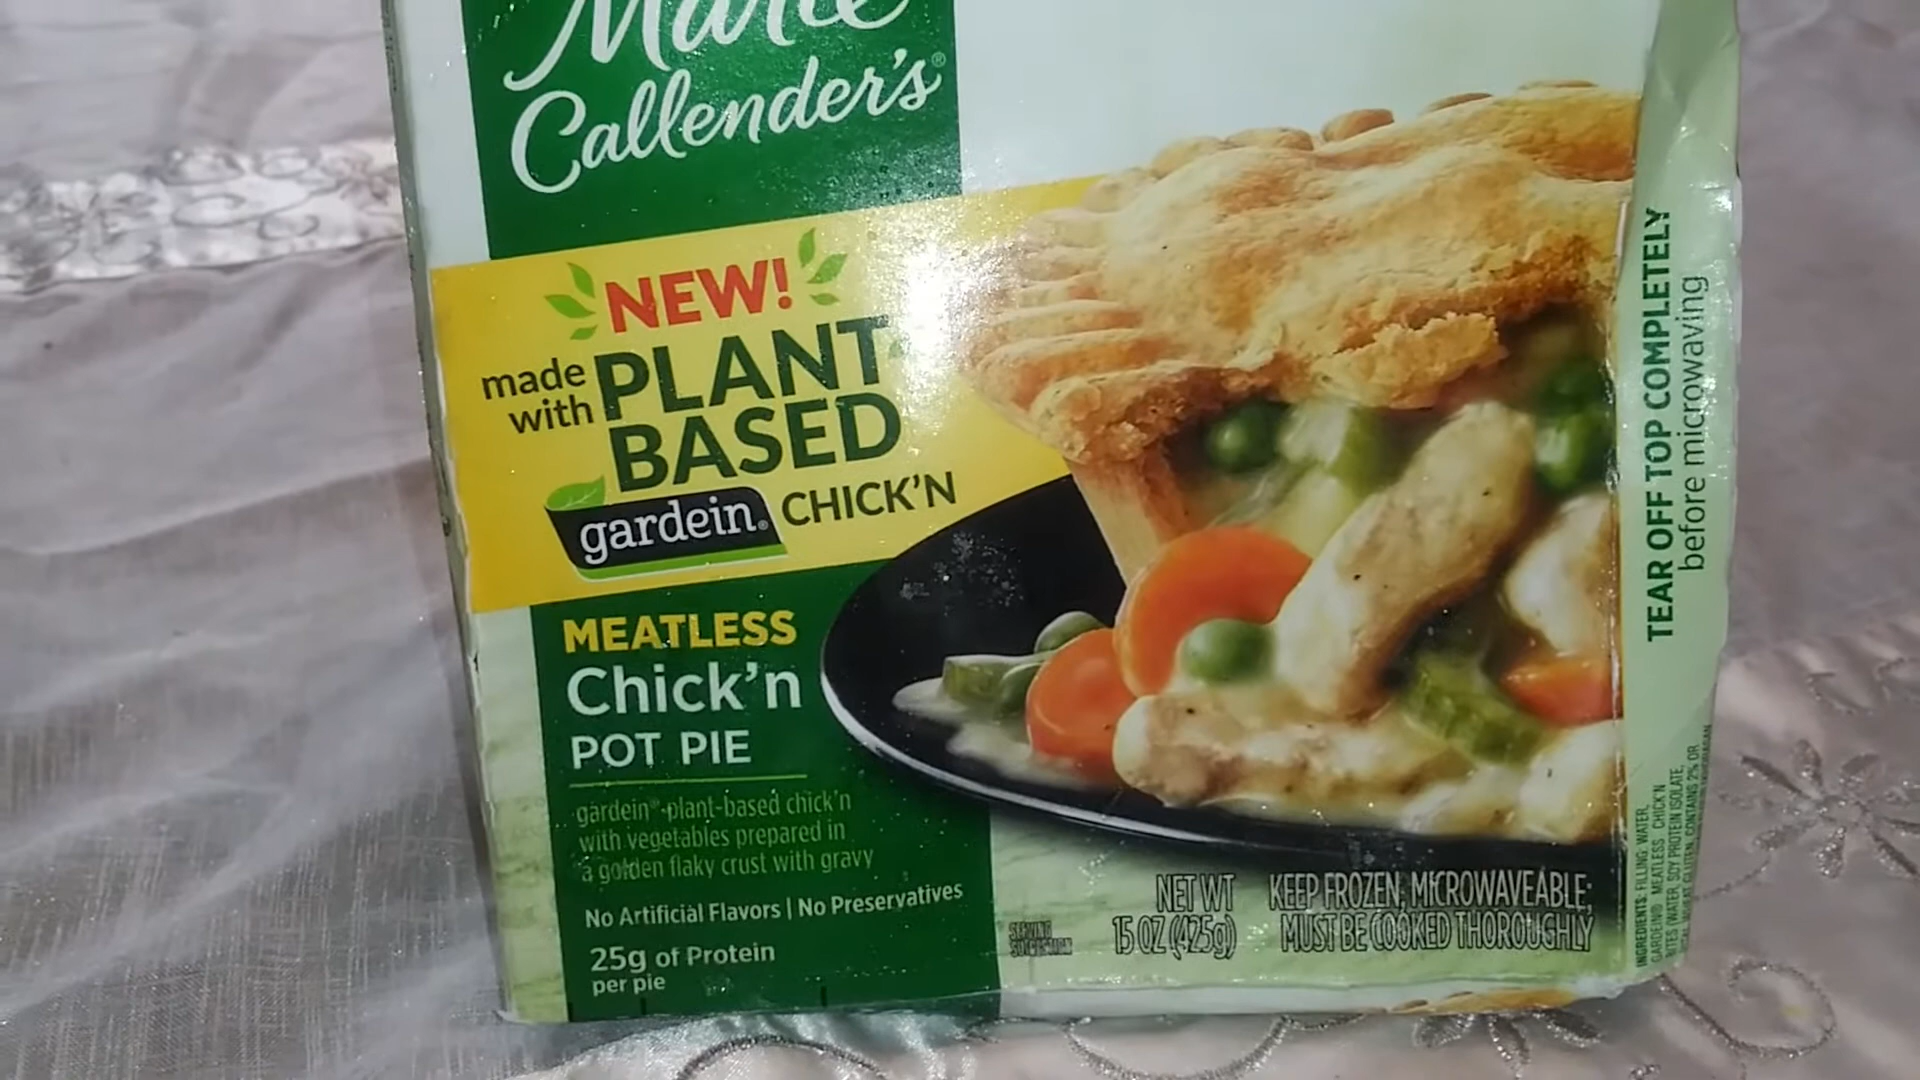 Marie
Callender's®
NEW!
made
with
PLANT-
BASED
gardein® CHICK'N
MEATLESS
Chick'n
POT PIE
gardein® plant-based chick'n
with vegetables prepared in
a golden flaky crust with gravy
No Artificial Flavors | No Preservatives
25g of Protein
per pie
SERVING
SUGGESTION
NET WT
15 OZ (425g)
KEEP FROZEN; MICROWAVEABLE;
MUST BE COOKED THOROUGHLY
TEAR OFF TOP COMPLETELY
before microwaving
INGREDIENTS: FILLING: WATER,
GARDEIN® MEATLESS CHICK'N
BITES (WATER, SOY PROTEIN ISOLATE,
WHEAT GLUTEN, CONTAINS 2% OR